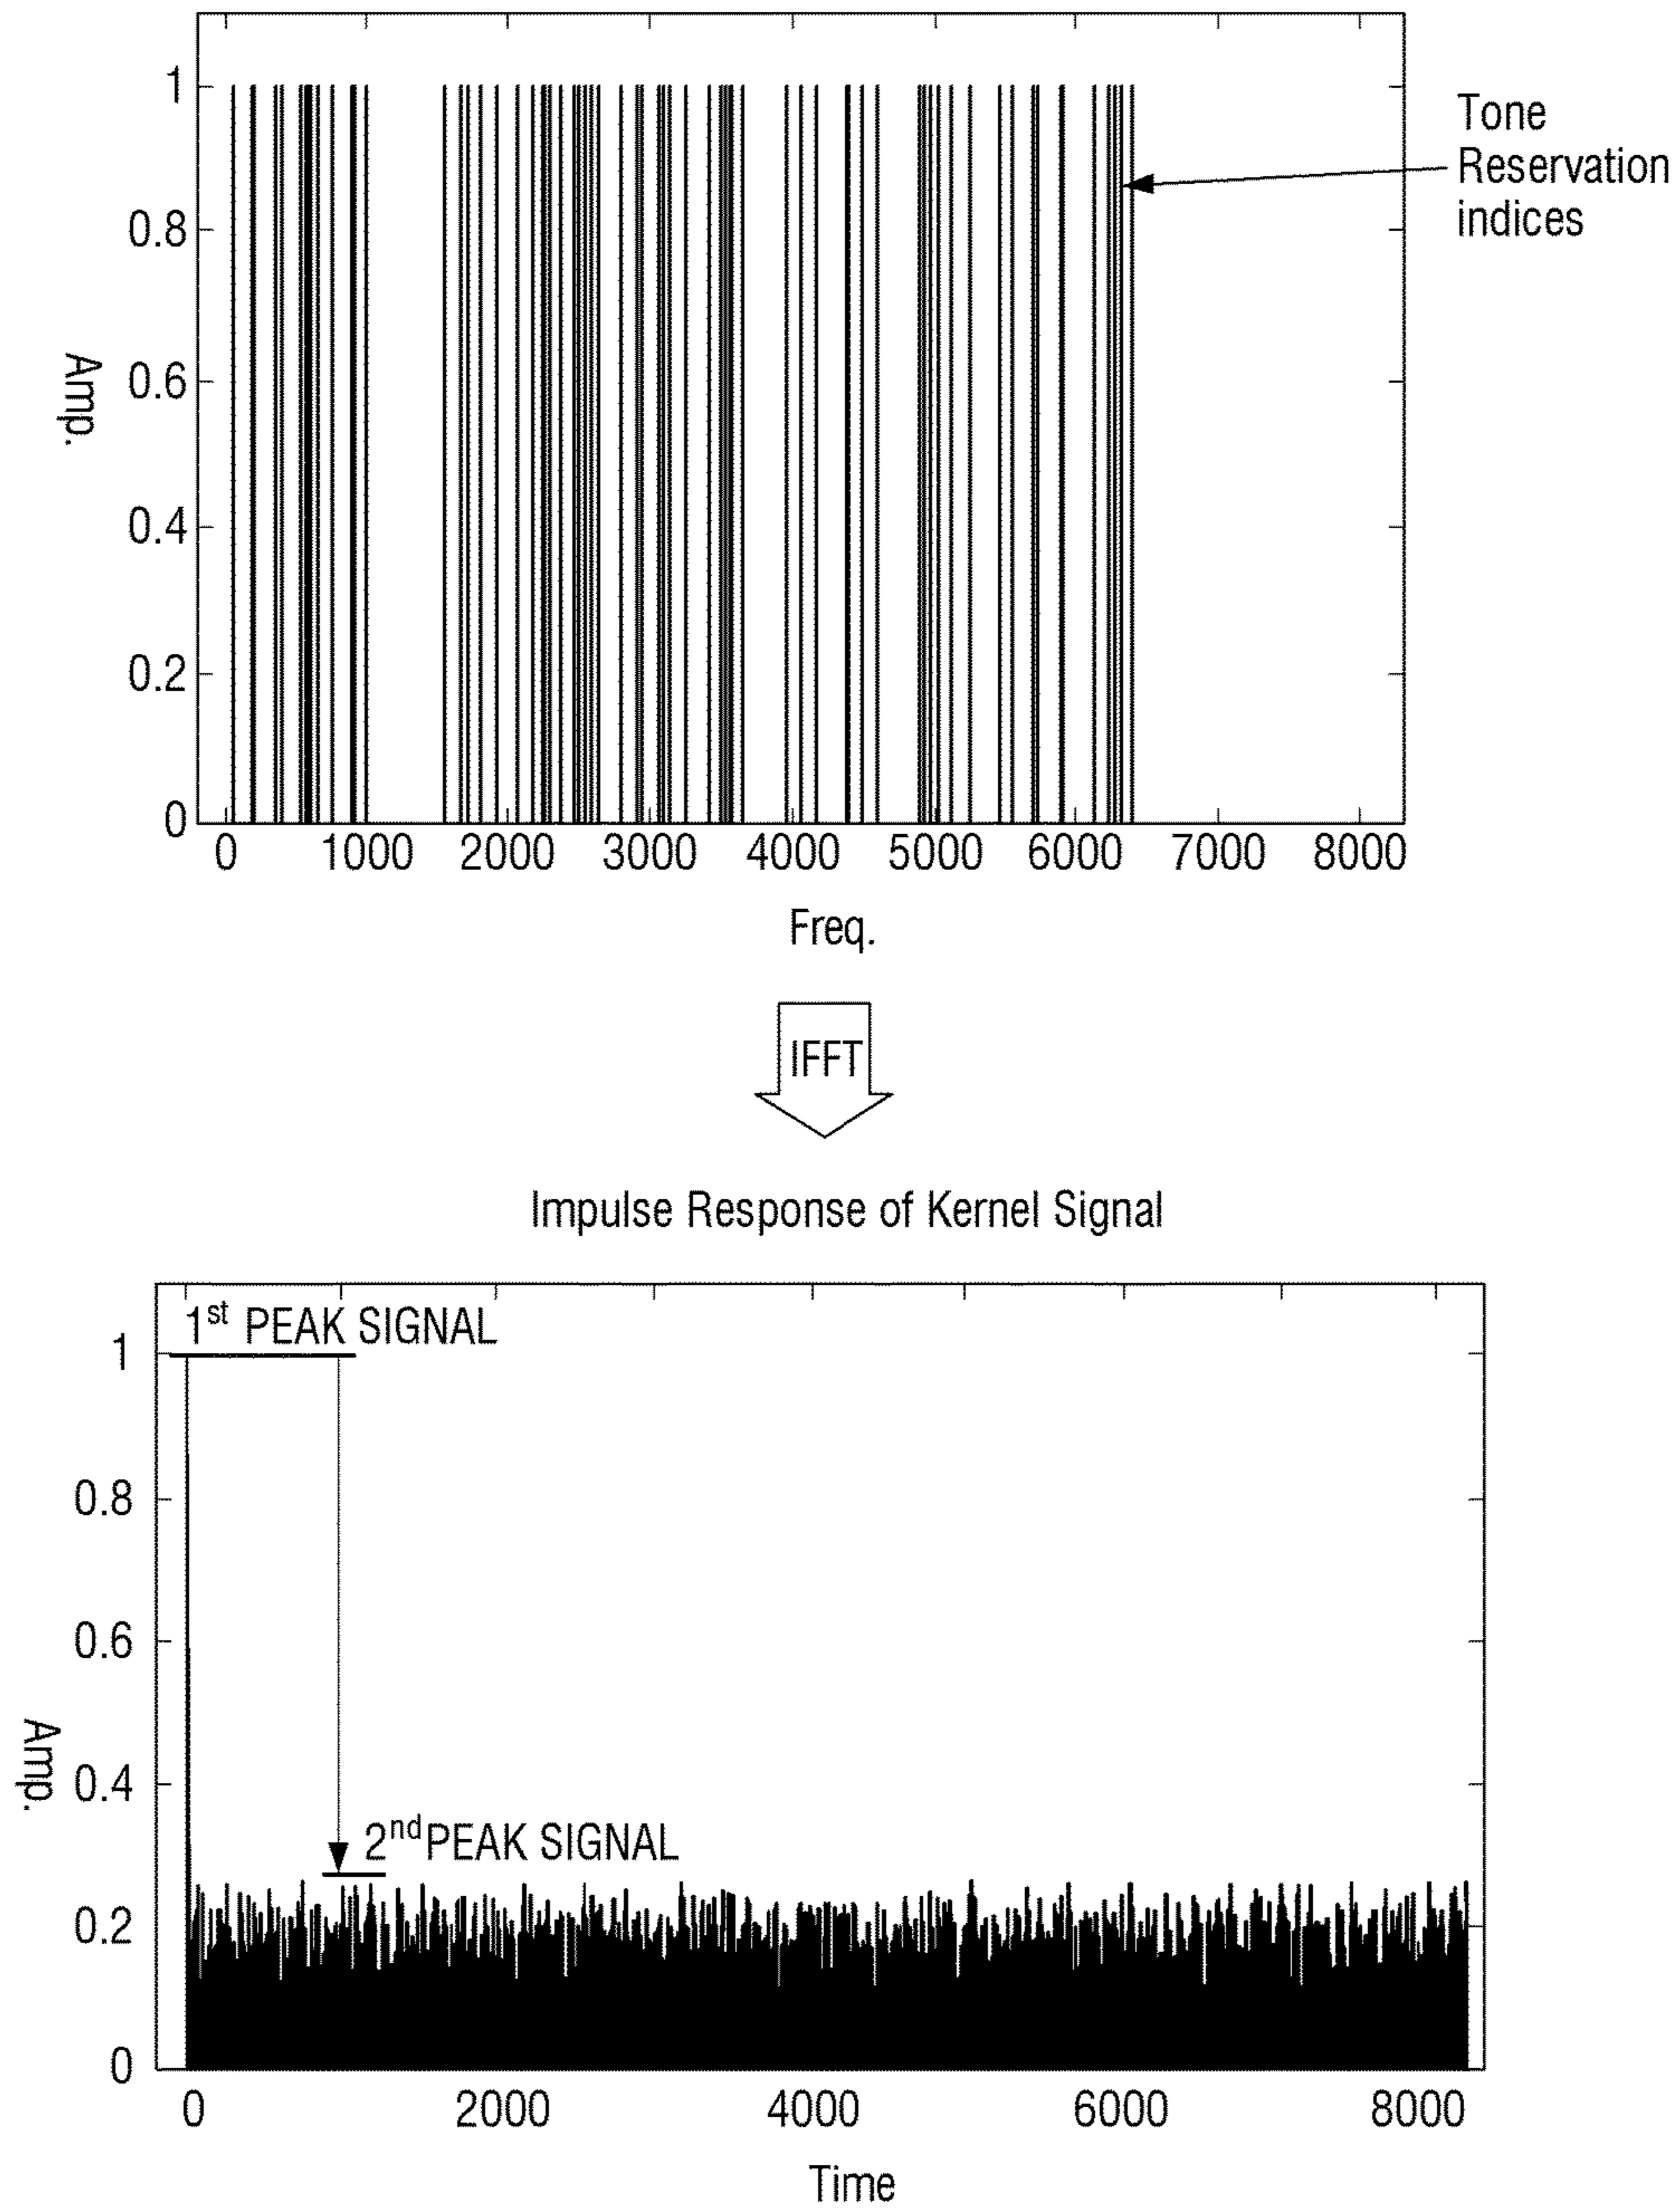 1
0.8
0.6
0.4
0.2
0
Amp.
0 1000 2000 3000 4000 5000 6000 7000 8000
Freq.
Tone
Reservation
indices
IFFT
Impulse Response of Kernel Signal
1st PEAK SIGNAL
1
0.8
0.6
0.4
2nd PEAK SIGNAL
0.2
0
Amp.
0 2000 4000 6000 8000
Time